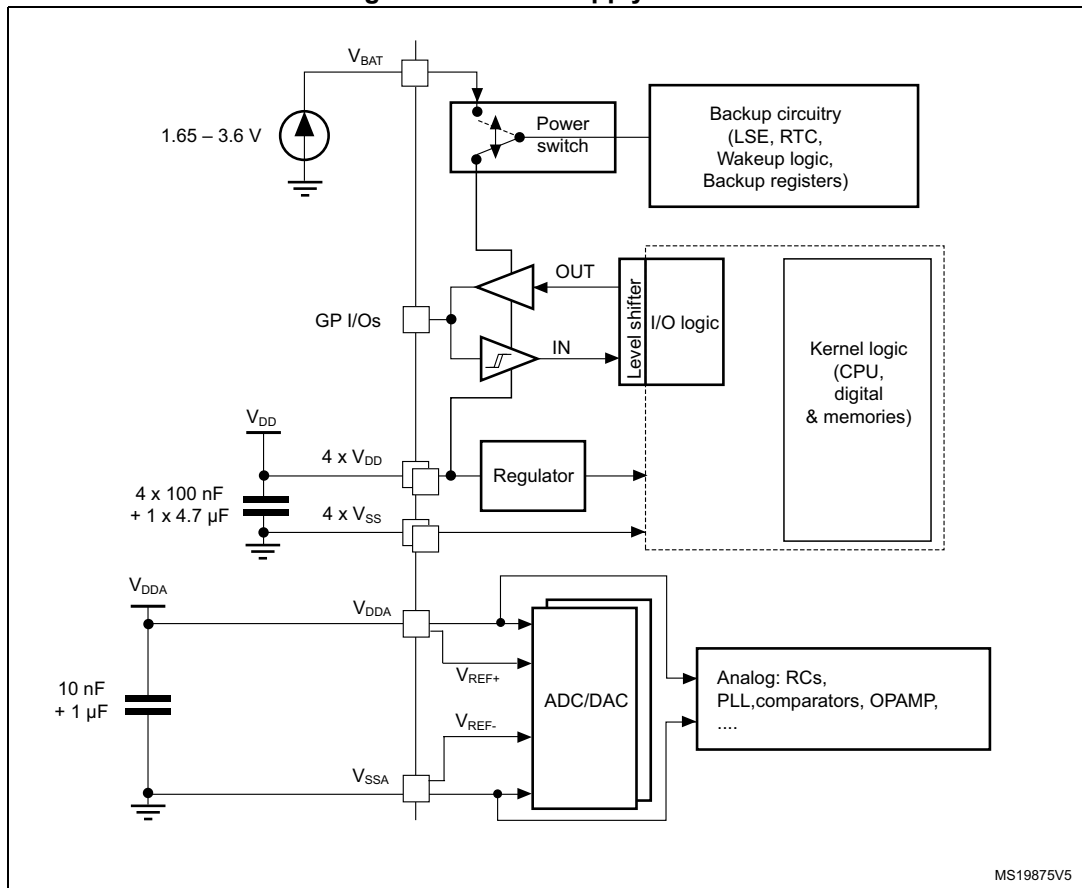 V_BAT
1.65 – 3.6 V
Power
switch
Backup circuitry
(LSE, RTC,
Wakeup logic,
Backup registers)
OUT
GP I/Os
IN
Level shifter
I/O logic
Kernel logic
(CPU,
digital
& memories)
V_DD
4 x V_DD
Regulator
4 x 100 nF
+ 1 x 4.7 µF
4 x V_SS
V_DDA
V_DDA
V_REF+
10 nF
+ 1 µF
ADC/DAC
Analog: RCs,
PLL,comparators, OPAMP,
....
V_REF-
V_SSA
MS19875V5